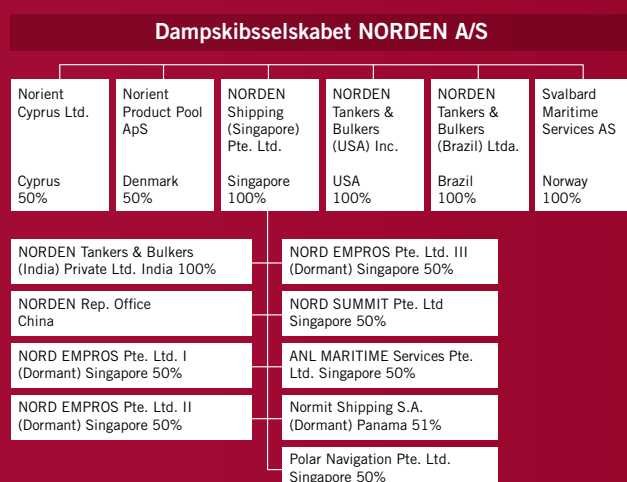 Dampskibsselskabet NORDEN A/S
Norient
Cyprus Ltd.
Cyprus
50%
Norient
Product Pool
ApS
Denmark
50%
NORDEN
Shipping
(Singapore)
Pte. Ltd.
Singapore
100%
NORDEN
Tankers &
Bulkers
(USA) Inc.
USA
100%
NORDEN
Tankers &
Bulkers
(Brazil) Ltda.
Brazil
100%
Svalbard
Maritime
Services AS
Norway
100%
NORDEN Tankers & Bulkers
(India) Private Ltd. India 100%
NORDEN Rep. Office
China
NORD EMPROS Pte. Ltd. I
(Dormant) Singapore 50%
NORD EMPROS Pte. Ltd. II
(Dormant) Singapore 50%
NORD EMPROS Pte. Ltd. III
(Dormant) Singapore 50%
NORD SUMMIT Pte. Ltd
Singapore 50%
ANL MARITIME Services Pte.
Ltd. Singapore 50%
Normit Shipping S.A.
(Dormant) Panama 51%
Polar Navigation Pte. Ltd.
Singapore 50%